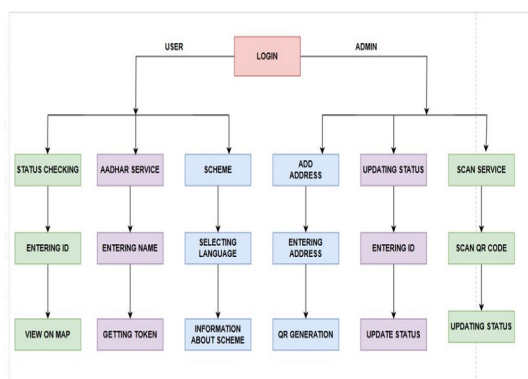 USER
LOGIN
ADMIN
STATUS CHECKING
AADHAR SERVICE
SCHEME
ADD
ADDRESS
UPDATING STATUS
SCAN SERVICE
ENTERING ID
ENTERING NAME
SELECTING
LANGUAGE
ENTERING
ADDRESS
ENTERING ID
SCAN QR CODE
VIEW ON MAP
GETTING TOKEN
INFORMATION
ABOUT SCHEME
QR GENERATION
UPDATE STATUS
UPDATING STATUS